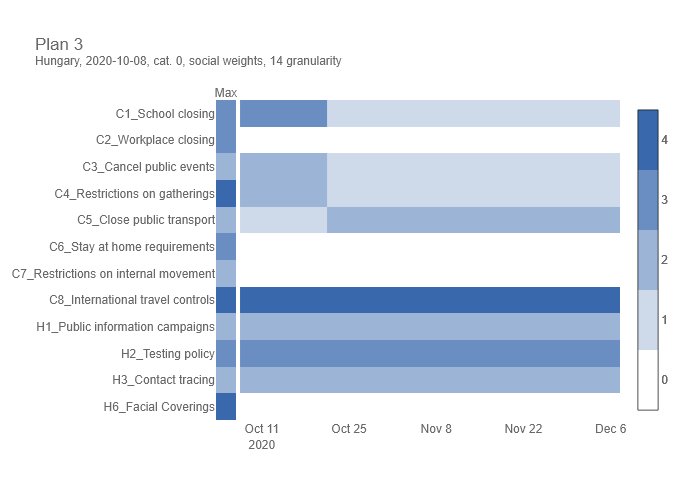 Plan 3
Hungary, 2020-10-08, cat. 0, social weights, 14 granularity
Max
C1_School closing
C2_Workplace closing
C3_Cancel public events
C4_Restrictions on gatherings
C5_Close public transport
C6_Stay at home requirements
C7_Restrictions on internal movement
C8_International travel controls
H1_Public information campaigns
H2_Testing policy
H3_Contact tracing
H6_Facial Coverings
Oct 11 Oct 25 Nov 8 Nov 22 Dec 6
2020
4
3
2
1
0